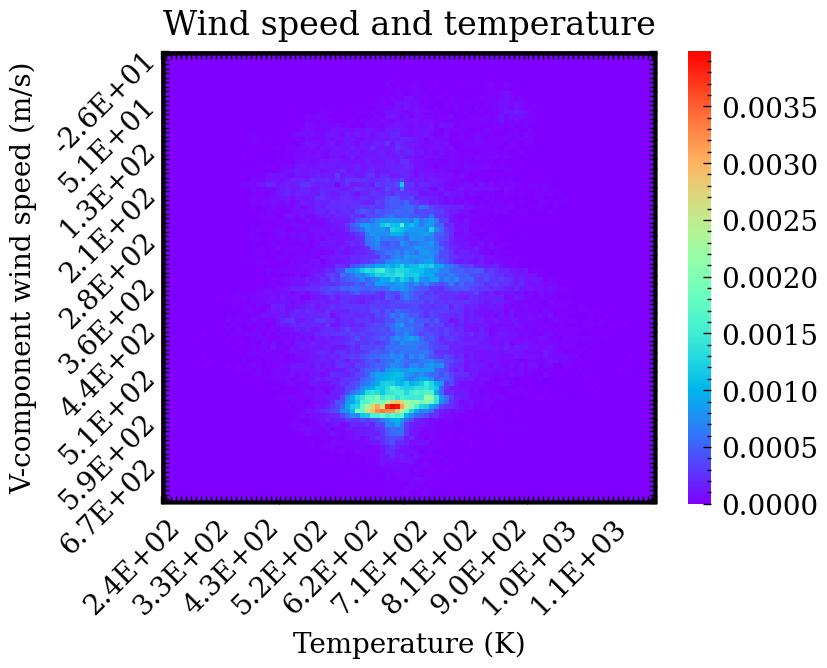 Wind speed and temperature
V-component wind speed (m/s)
-2.6E+01
5.1E+01
1.3E+02
2.1E+02
2.8E+02
3.6E+02
4.4E+02
5.1E+02
5.9E+02
6.7E+02
2.4E+02
3.3E+02
4.3E+02
5.2E+02
6.2E+02
7.1E+02
8.1E+02
9.0E+02
1.0E+03
1.1E+03
Temperature (K)
0.0035
0.0030
0.0025
0.0020
0.0015
0.0010
0.0005
0.0000